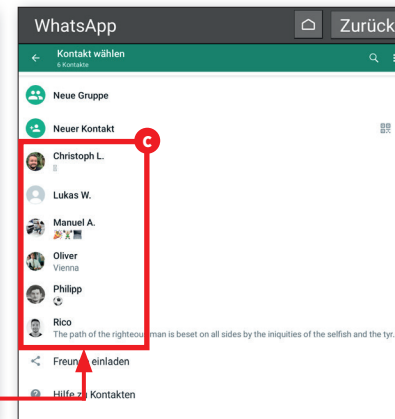 WhatsApp
Zurück
Kontakt wählen
6 Kontakte
Neue Gruppe
Neuer Kontakt
C
Christoph L.
Lukas W.
Manuel A.
🎉🏋💻
Oliver
Vienna
Philipp
⚽
Rico
The path of the righteous man is beset on all sides by the iniquities of the selfish and the tyr.
einladen
Hilfe zu Kontakten